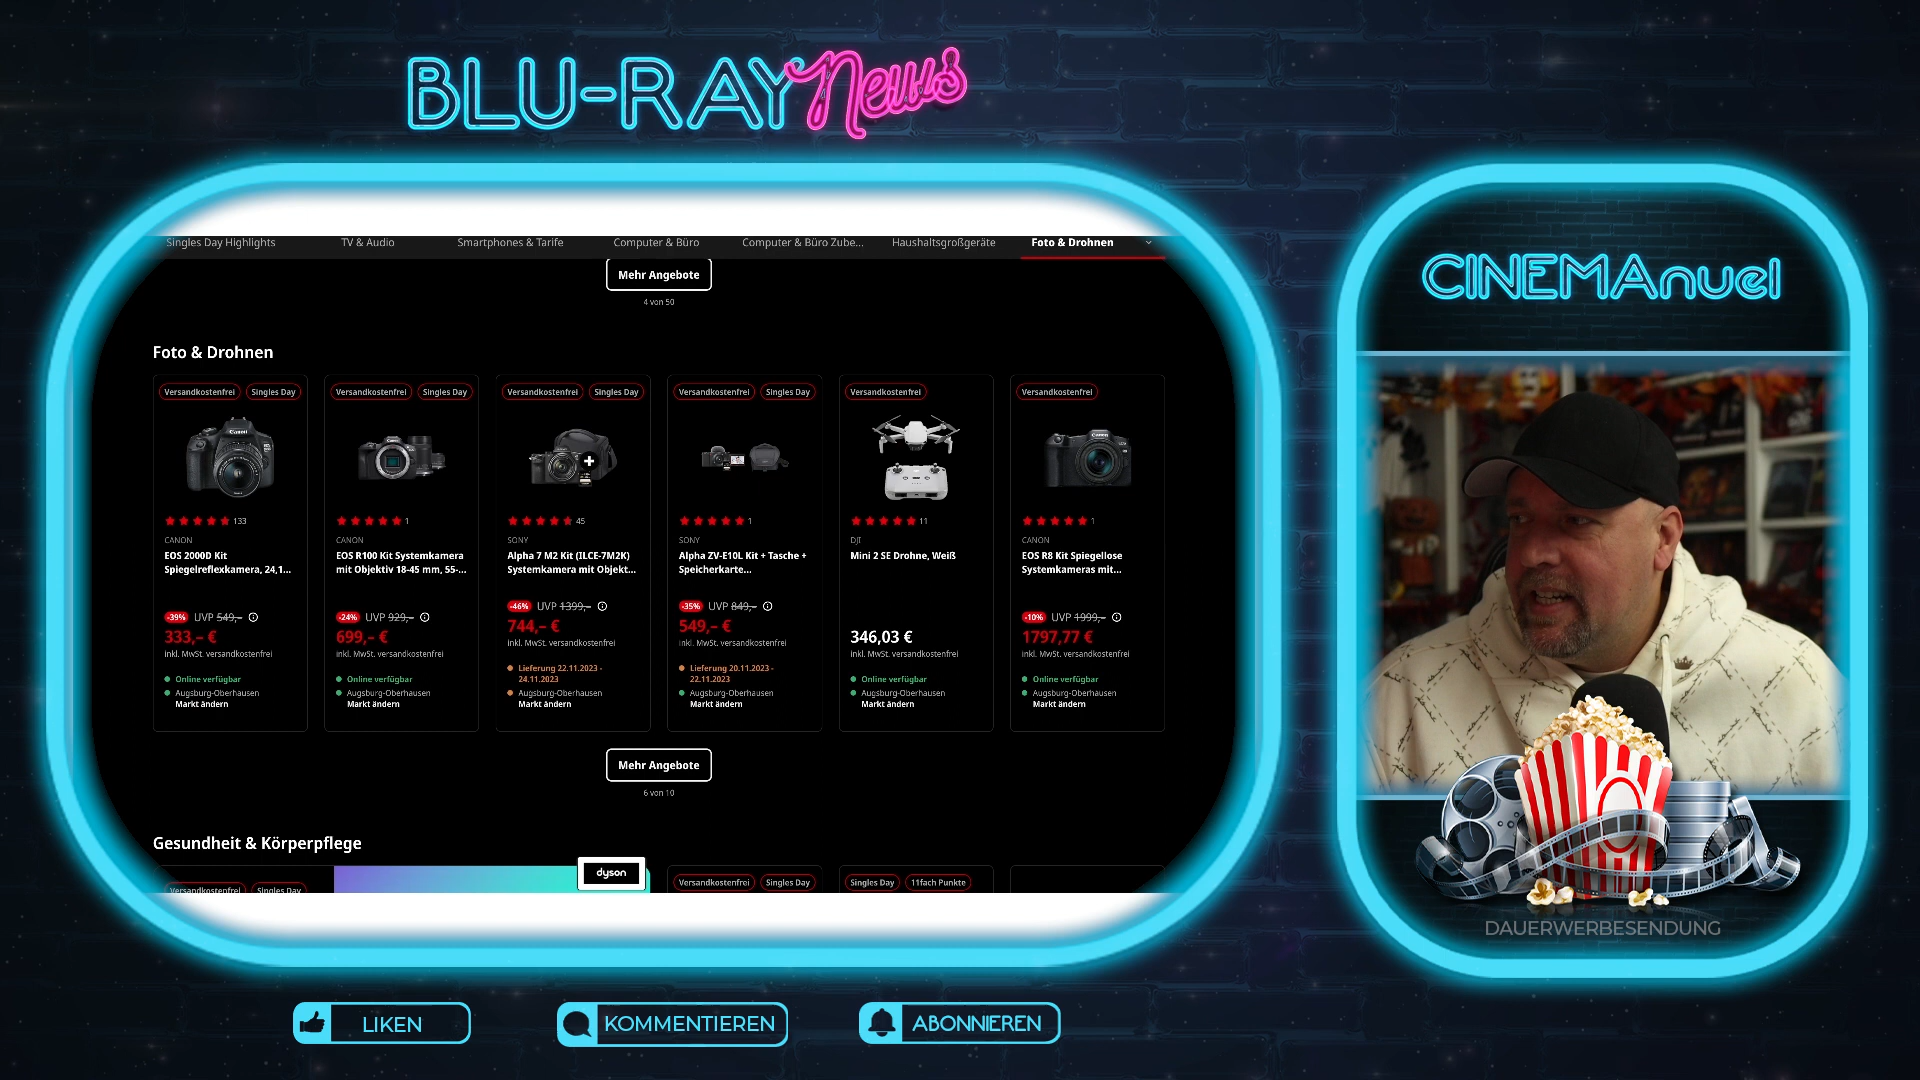 BLU-RAY News
CINEMAnuel
Singles Day Highlights
TV & Audio
Smartphones & Tarife
Computer & Büro
Computer & Büro Zube...
Haushaltsgroßgeräte
Foto & Drohnen
Mehr Angebote
4 von 50
Foto & Drohnen
Versandkostenfrei
Singles Day
133
CANON
EOS 2000D Kit
Spiegelreflexkamera, 24,1...
-39% UVP 549,–
333,– €
inkl. MwSt. versandkostenfrei
Online verfügbar
Augsburg-Oberhausen
Markt ändern
Versandkostenfrei
Singles Day
1
CANON
EOS R100 Kit Systemkamera
mit Objektiv 18-45 mm, 55-...
-24% UVP 929,–
699,– €
inkl. MwSt. versandkostenfrei
Online verfügbar
Augsburg-Oberhausen
Markt ändern
Versandkostenfrei
Singles Day
45
SONY
Alpha 7 M2 Kit (ILCE-7M2K)
Systemkamera mit Objekt...
-46% UVP 1399,–
744,– €
inkl. MwSt. versandkostenfrei
Lieferung 22.11.2023 -
24.11.2023
Augsburg-Oberhausen
Markt ändern
Versandkostenfrei
Singles Day
1
SONY
Alpha ZV-E10L Kit + Tasche +
Speicherkarte...
-35% UVP 849,–
549,– €
inkl. MwSt. versandkostenfrei
Lieferung 20.11.2023 -
22.11.2023
Augsburg-Oberhausen
Markt ändern
Versandkostenfrei
11
DJI
Mini 2 SE Drohne, Weiß
346,03 €
inkl. MwSt. versandkostenfrei
Online verfügbar
Augsburg-Oberhausen
Markt ändern
Versandkostenfrei
1
CANON
EOS R8 Kit Spiegellose
Systemkameras mit...
-10% UVP 1999,–
1797,77 €
inkl. MwSt. versandkostenfrei
Online verfügbar
Augsburg-Oberhausen
Markt ändern
Mehr Angebote
6 von 10
Gesundheit & Körperpflege
Versandkostenfrei
Singles Day
dyson
Versandkostenfrei
Singles Day
Singles Day
11fach Punkte
DAUERWERBESENDUNG
LIKEN
KOMMENTIEREN
ABONNIEREN